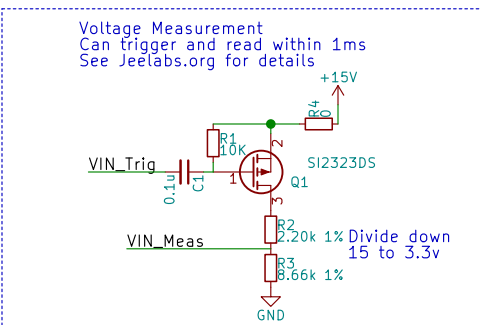 Voltage Measurement
Can trigger and read within 1ms
See Jeelabs.org for details
+15V
R4
0
R1
10K
2
SI2323DS
VIN_Trig
1
Q1
0.1u
C1
3
R2
2.20k 1%
Divide down
VIN_Meas
15 to 3.3v
R3
8.66k 1%
GND